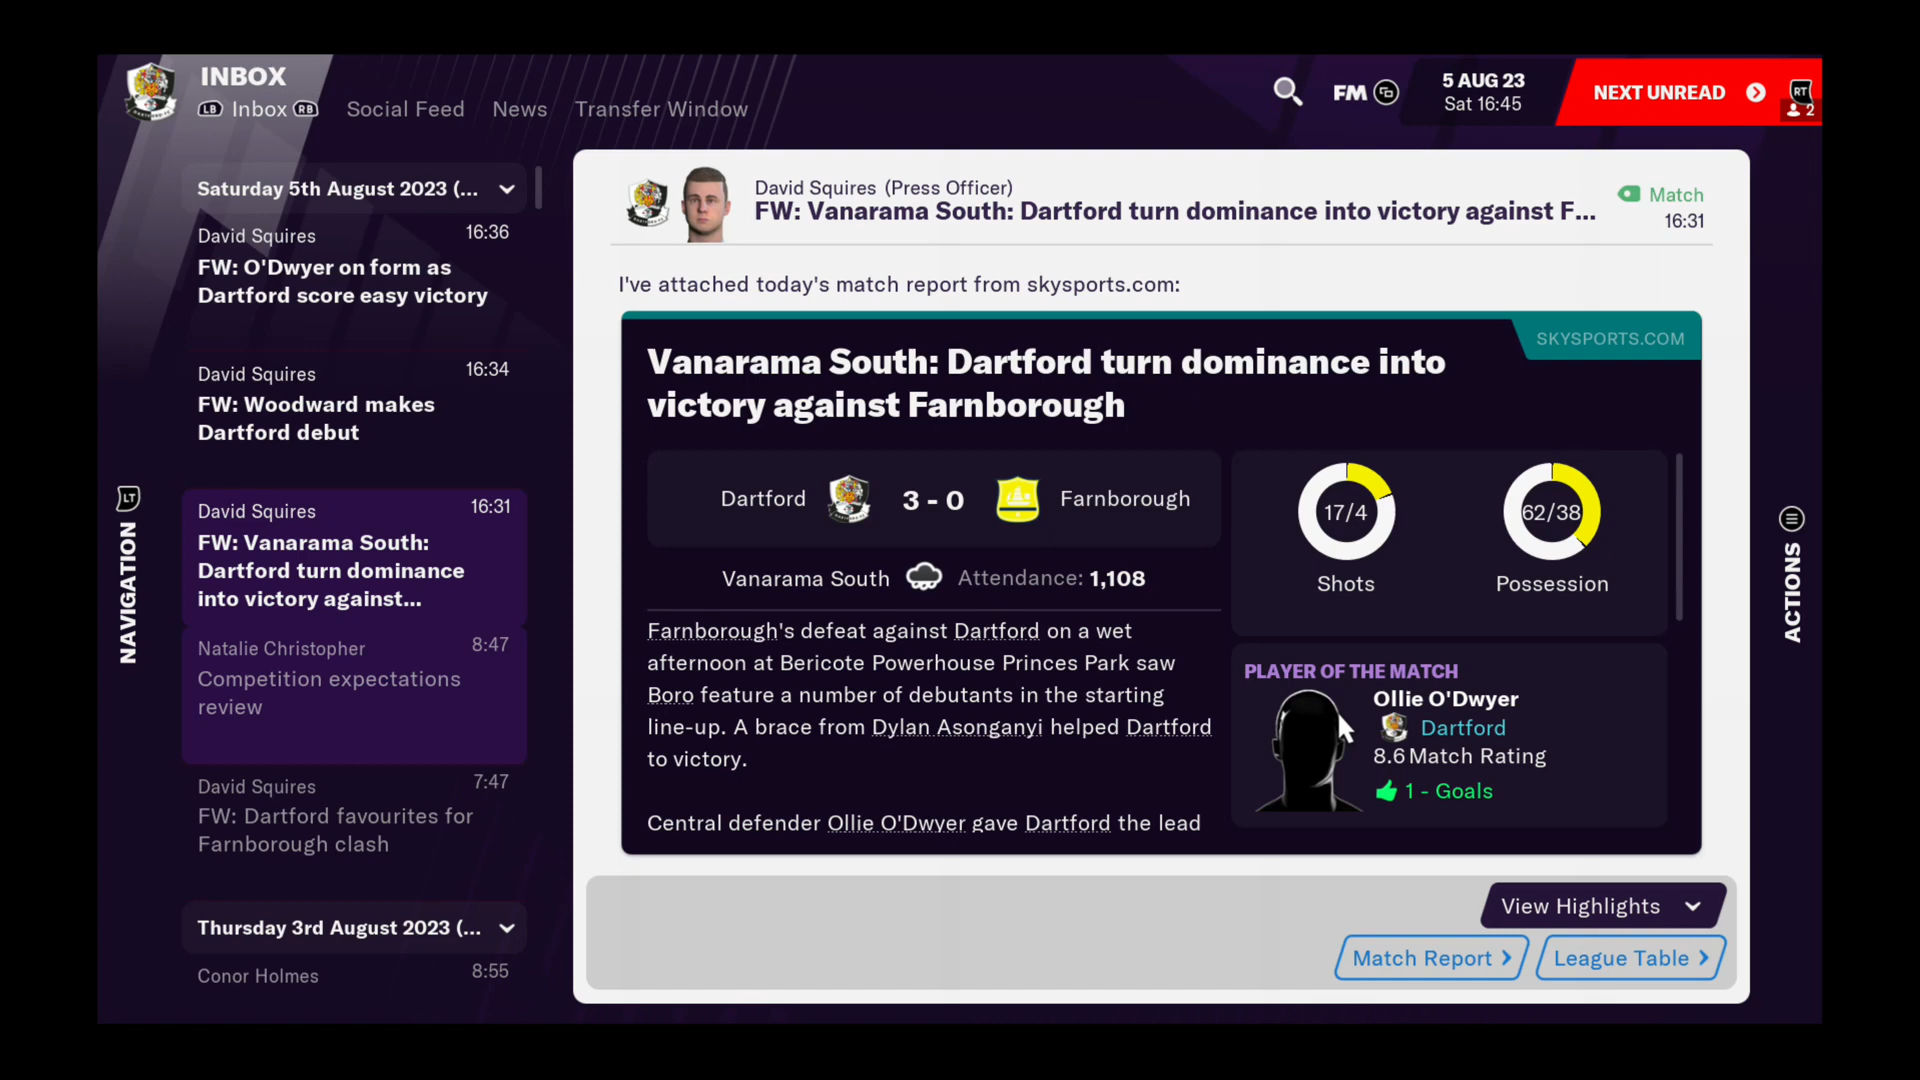 INBOX
LB Inbox RB Social Feed News Transfer Window
FM
5 AUG 23
Sat 16:45
NEXT UNREAD
RT
2
Saturday 5th August 2023 (...
David Squires 16:36
FW: O'Dwyer on form as
Dartford score easy victory
David Squires 16:34
FW: Woodward makes
Dartford debut
David Squires 16:31
FW: Vanarama South:
Dartford turn dominance
into victory against...
Natalie Christopher 8:47
Competition expectations
review
David Squires 7:47
FW: Dartford favourites for
Farnborough clash
Thursday 3rd August 2023 (...
Conor Holmes 8:55
LT
NAVIGATION
David Squires (Press Officer)
FW: Vanarama South: Dartford turn dominance into victory against F...
Match
16:31
I've attached today's match report from skysports.com:
SKYSPORTS.COM
Vanarama South: Dartford turn dominance into
victory against Farnborough
Dartford 3 - 0 Farnborough
Vanarama South Attendance: 1,108
Farnborough's defeat against Dartford on a wet
afternoon at Bericote Powerhouse Princes Park saw
Boro feature a number of debutants in the starting
line-up. A brace from Dylan Asonganyi helped Dartford
to victory.
Central defender Ollie O'Dwyer gave Dartford the lead
17/4
Shots
62/38
Possession
PLAYER OF THE MATCH
Ollie O'Dwyer
Dartford
8.6 Match Rating
1 - Goals
View Highlights
Match Report
League Table
ACTIONS